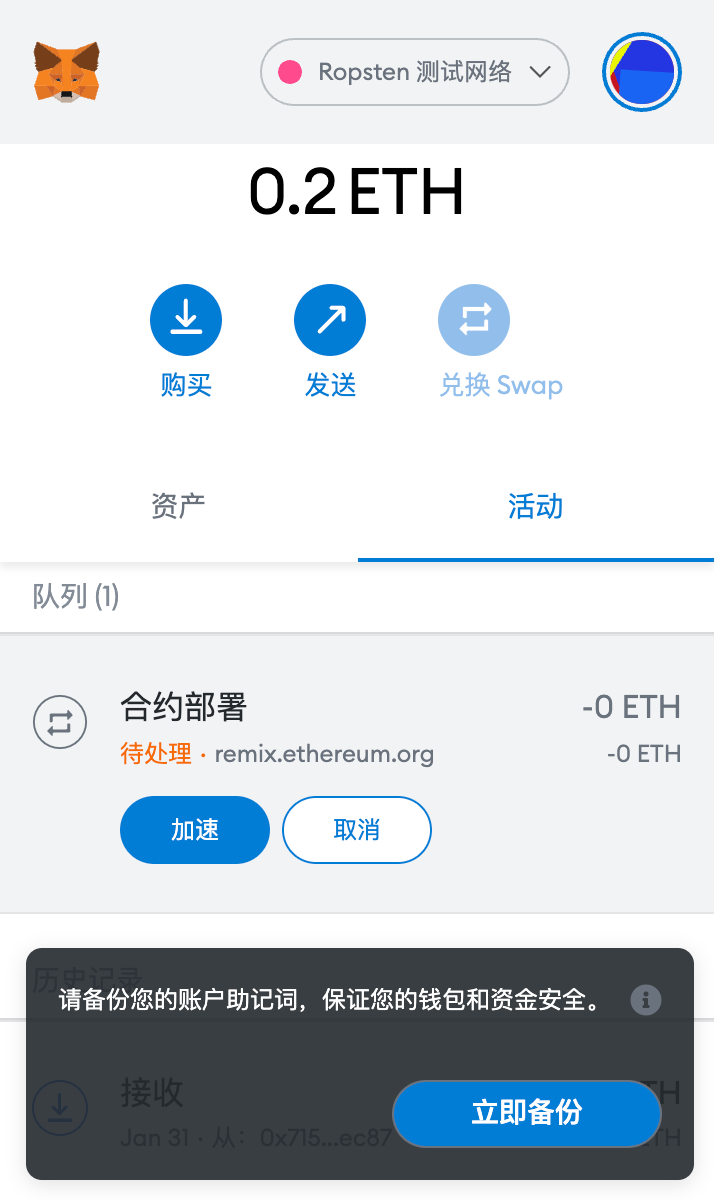 Ropsten 测试网络
0.2 ETH
购买
发送
兑换 Swap
资产
活动
队列 (1)
合约部署
-0 ETH
待处理 · remix.ethereum.org
-0 ETH
加速
取消
历史记录
请备份您的账户助记词，保证您的钱包和资金安全。
接收
立即备份
Jan 31 · 从：0x715...ec87